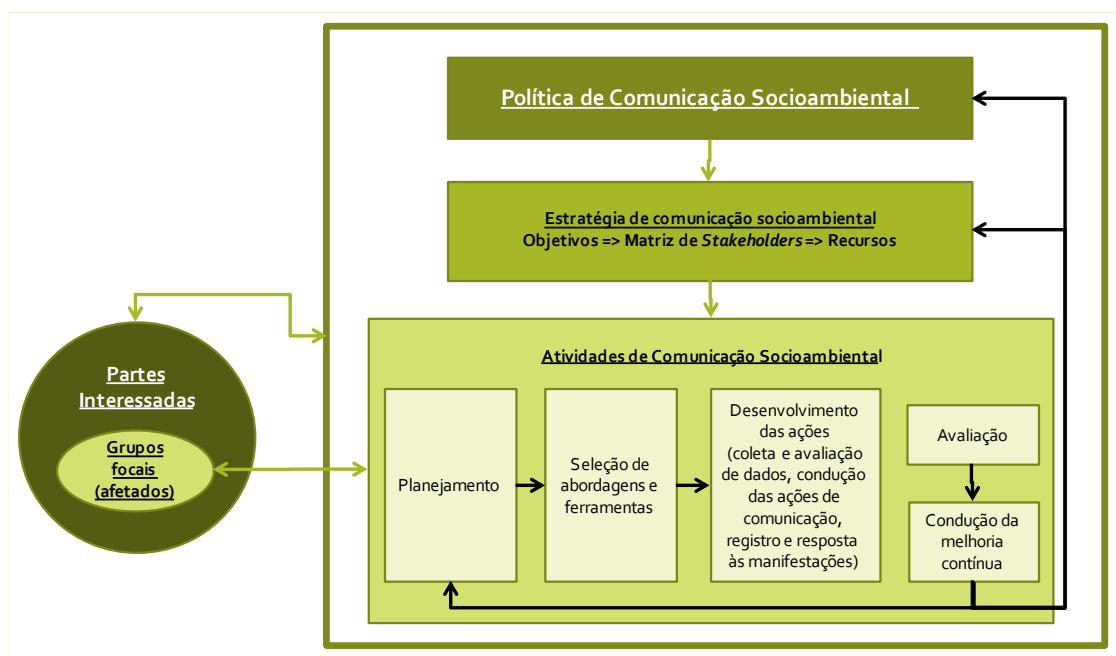 Política de Comunicação Socioambiental
Estratégia de comunicação socioambiental
Objetivos => Matriz de Stakeholders => Recursos
Partes
Interessadas
Grupos
focais
(afetados)
Atividades de Comunicação Socioambiental
Planejamento
Seleção de
abordagens e
ferramentas
Desenvolvimento
das ações
(coleta e avaliação
de dados, condução
das ações de
comunicação,
registro e resposta
às manifestações)
Avaliação
Condução da
melhoria
contínua